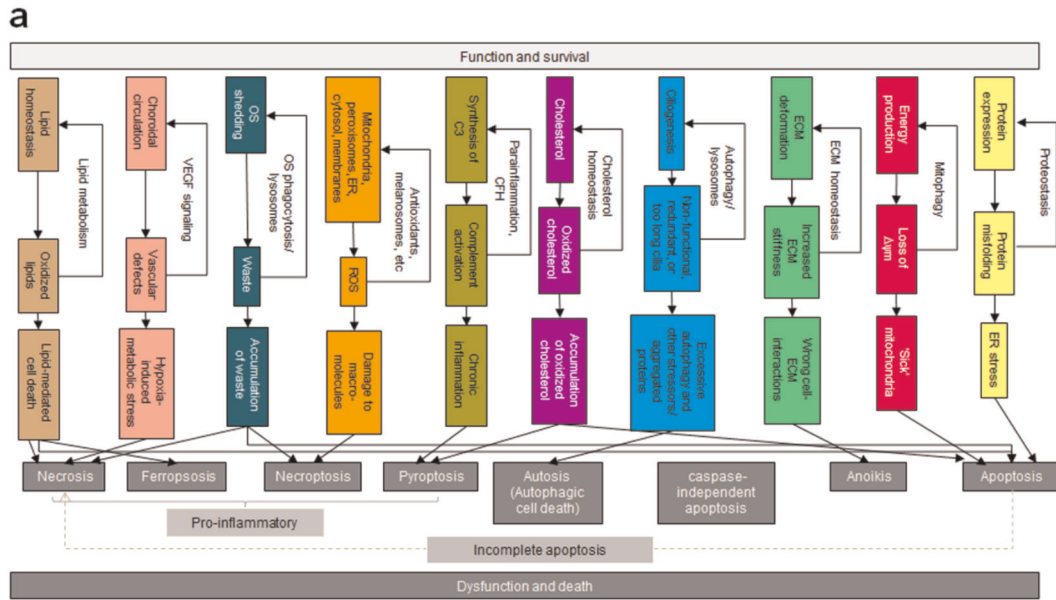 a
Function and survival
Lipid
homeostasis
Lipid metabolism
Oxidized
lipids
Lipid-mediated
cell death
Choroidal
circulation
VEGF signaling
Vascular
defects
Hypoxia-
induced
metabolic stress
OS
shedding
OS phagocytosis/
lysosomes
Waste
Accumulation
of waste
Mitochondria,
peroxisomes, ER,
cytosol, membranes
Antioxidants,
melanosomes, etc
ROS
Damage to
macro-
molecules
Synthesis of
C3
Parainflammation,
CFH
Complement
activation
Chronic
inflammation
Cholesterol
Cholesterol
homeostasis
Oxidized
cholesterol
Accumulation
of oxidized
cholesterol
Ciliogenesis
Autophagy/
lysosomes
Non-functional,
redundant, or
too long cilia
Excessive
autophagy and
other stressors/
aggregated
proteins
ECM
deformation
ECM homeostasis
Increased
ECM
stiffness
Wrong cell-
ECM
interactions
Energy
production
Mitophagy
Loss of
Δψm
'Sick'
mitochondria
Protein
expression
Proteostasis
Protein
misfolding
ER stress
Necrosis
Ferropsosis
Necroptosis
Pyroptosis
Autosis
(Autophagic
cell death)
caspase-
independent
apoptosis
Anoikis
Apoptosis
Pro-inflammatory
Incomplete apoptosis
Dysfunction and death